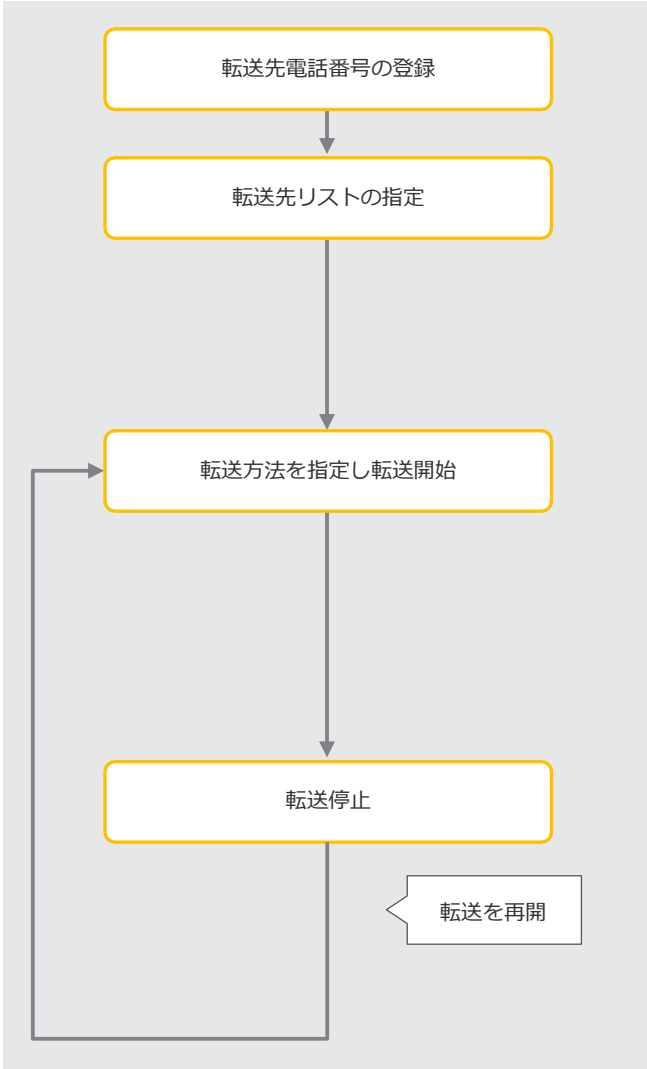 転送先電話番号の登録
転送先リストの指定
転送方法を指定し転送開始
転送停止
転送を再開